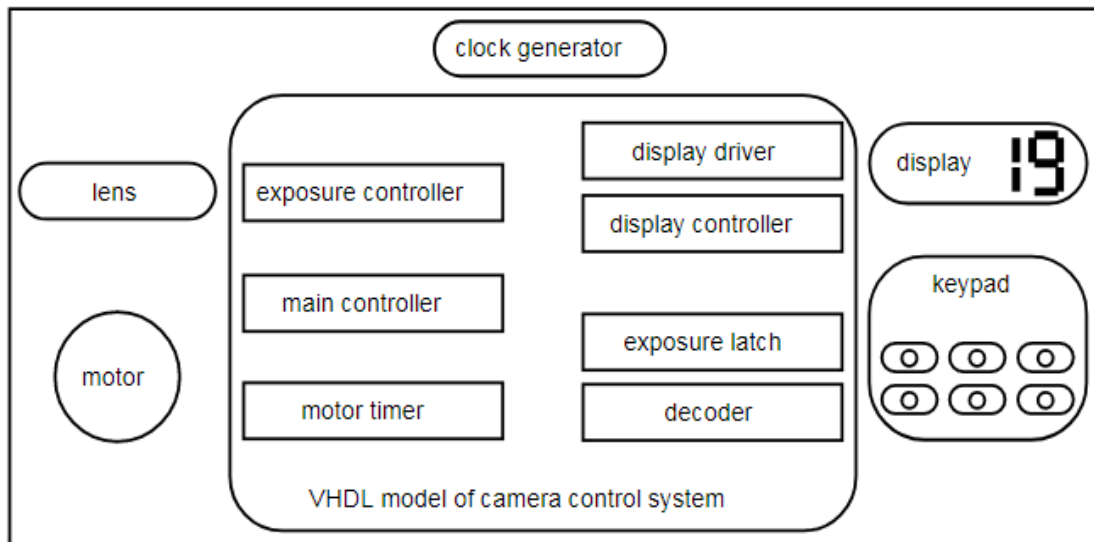 clock generator
display driver
display 19
lens
exposure controller
display controller
main controller
keypad
exposure latch
motor
motor timer
decoder
VHDL model of camera control system